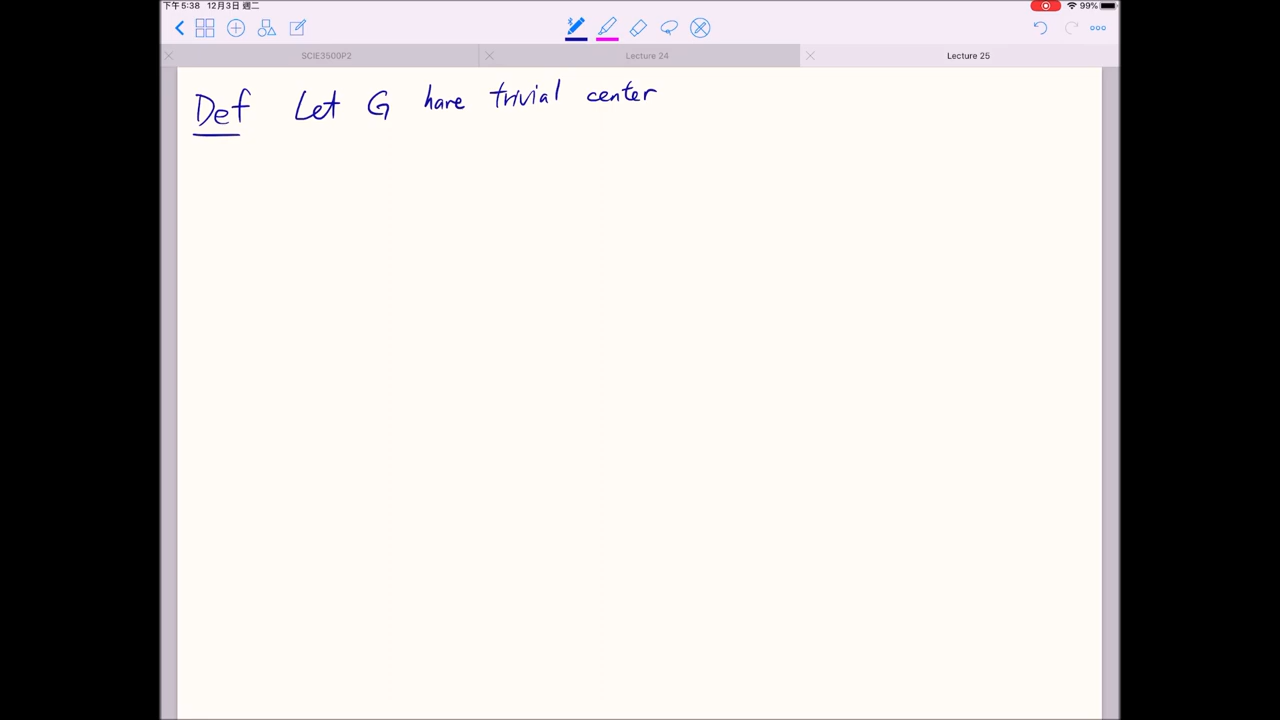 下午5:38 12月3日 週二
99%
SCIE3500P2
Lecture 24
Lecture 25
Def Let G have trivial center